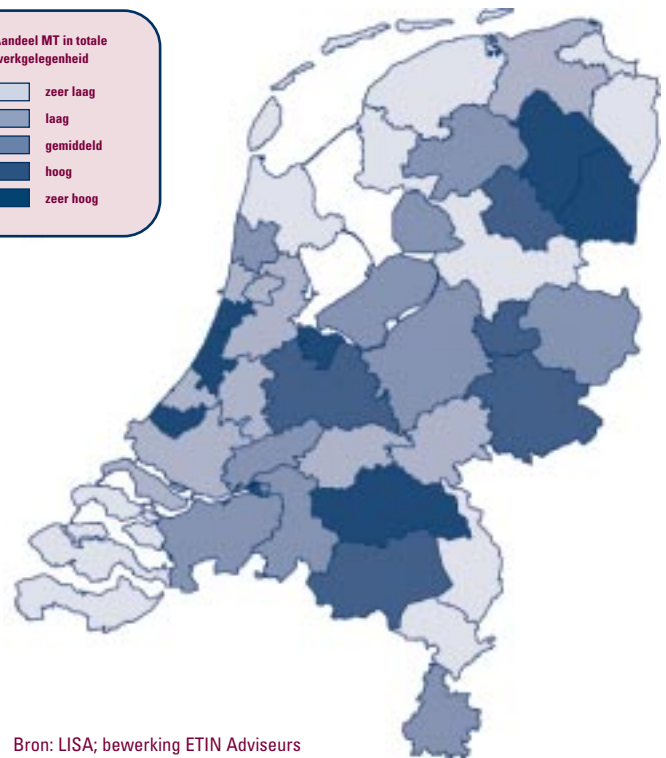 Aandeel MT in totale
werkgelegenheid
zeer laag
laag
gemiddeld
hoog
zeer hoog
Bron: LISA; bewerking ETIN Adviseurs